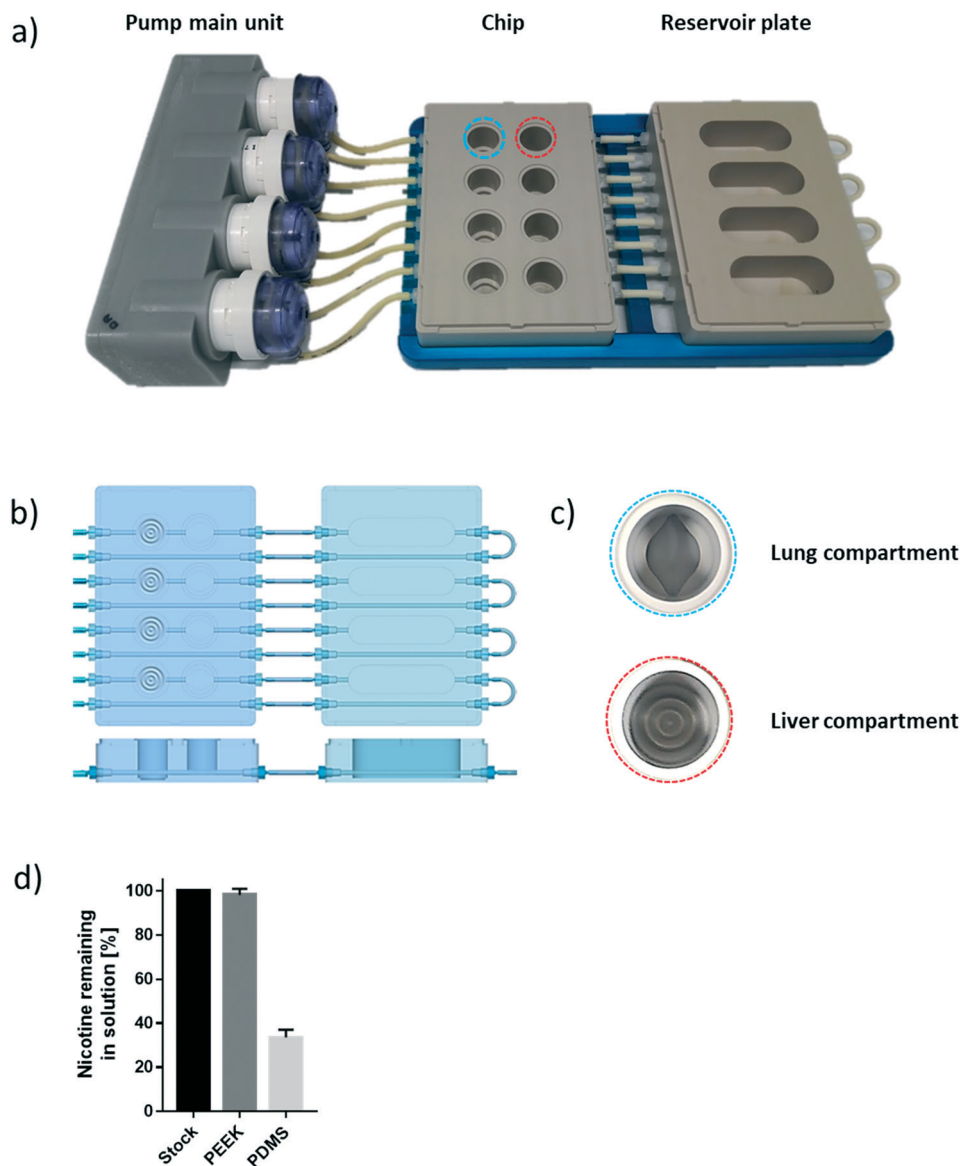 a)
Pump main unit
Chip
Reservoir plate
b)
c)
Lung compartment
Liver compartment
d)
Nicotine remaining
in solution [%]
100
80
60
40
20
0
Stock
PEEK
PDMS